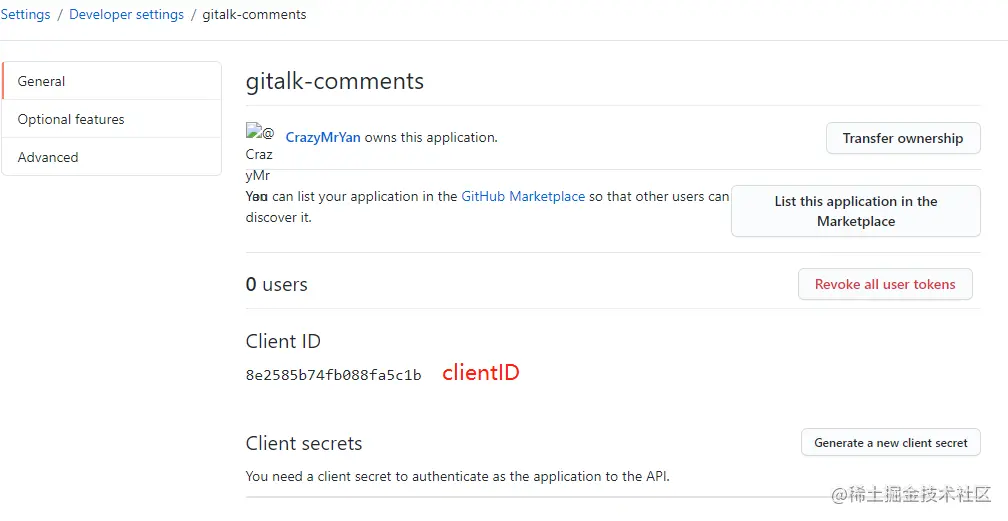 Settings / Developer settings / gitalk-comments
General
Optional features
Advanced
gitalk-comments
@CrazyMrYan
CrazyMrYan owns this application.
Transfer ownership
You can list your application in the GitHub Marketplace so that other users can
discover it.
List this application in the
Marketplace
0 users
Revoke all user tokens
Client ID
8e2585b74fb088fa5c1b
clientID
Client secrets
Generate a new client secret
You need a client secret to authenticate as the application to the API.
@稀土掘金技术社区